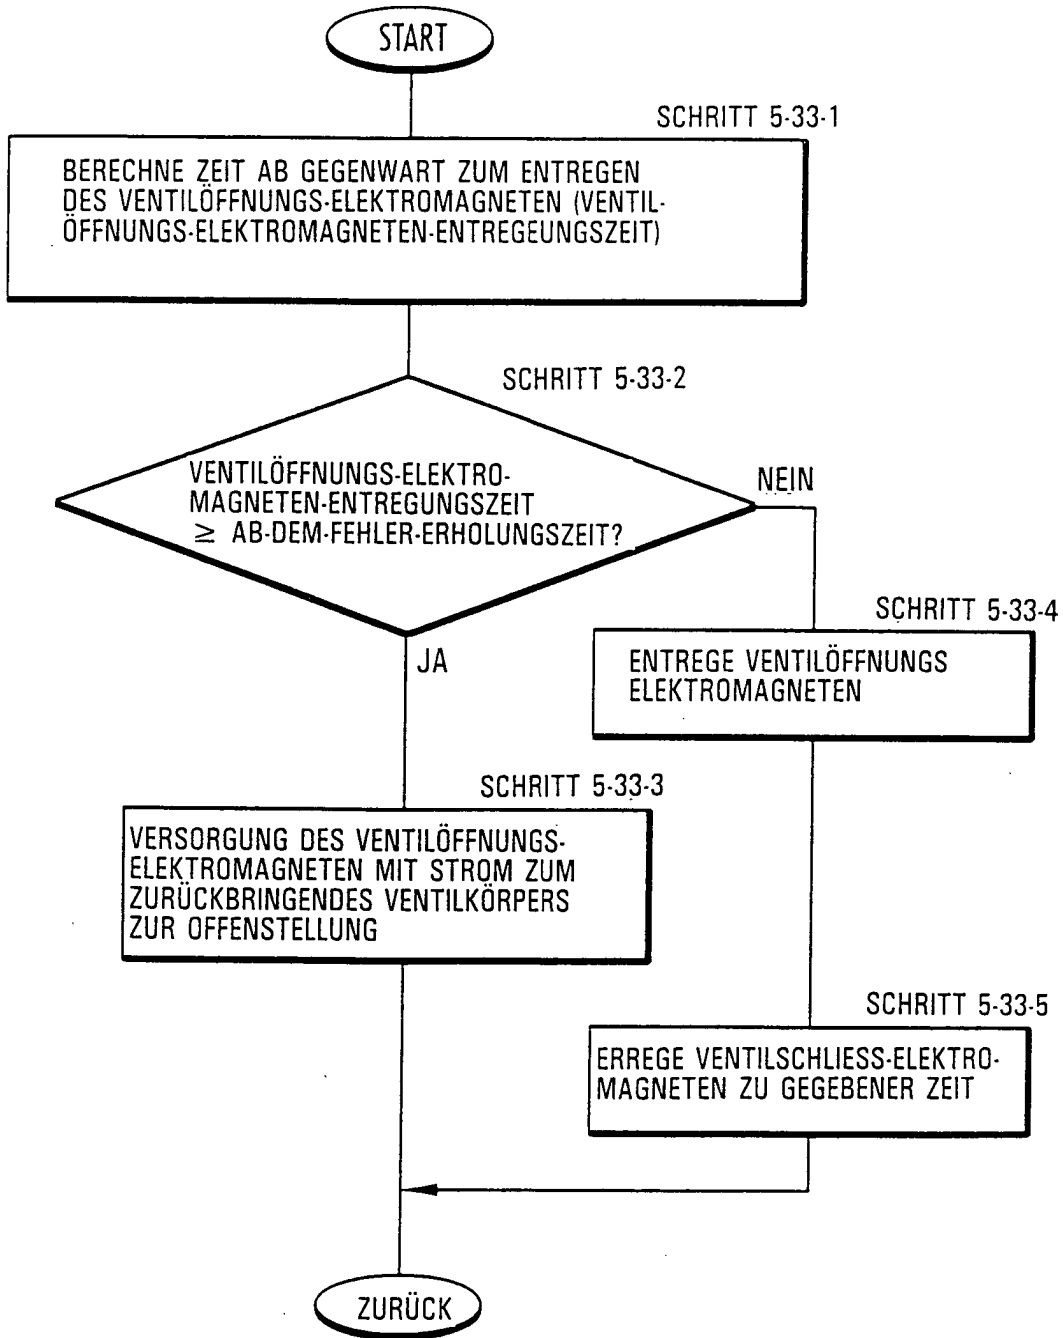 START
SCHRITT 5-33-1
BERECHNE ZEIT AB GEGENWART ZUM ENTREGEN
DES VENTILÖFFNUNGS-ELEKTROMAGNETEN (VENTIL-
ÖFFNUNGS-ELEKTROMAGNETEN-ENTREGEUNGSZEIT)
SCHRITT 5-33-2
VENTILÖFFNUNGS-ELEKTRO-
MAGNETEN-ENTREGUNGSZEIT
≥ AB-DEM-FEHLER-ERHOLUNGSZEIT?
NEIN
JA
SCHRITT 5-33-4
ENTREGE VENTILÖFFNUNGS
ELEKTROMAGNETEN
SCHRITT 5-33-3
VERSORGUNG DES VENTILÖFFNUNGS-
ELEKTROMAGNETEN MIT STROM ZUM
ZURÜCKBRINGENDES VENTILKÖRPERS
ZUR OFFENSTELLUNG
SCHRITT 5-33-5
ERREGE VENTILSCHLIESS-ELEKTRO-
MAGNETEN ZU GEGEBENER ZEIT
ZURÜCK